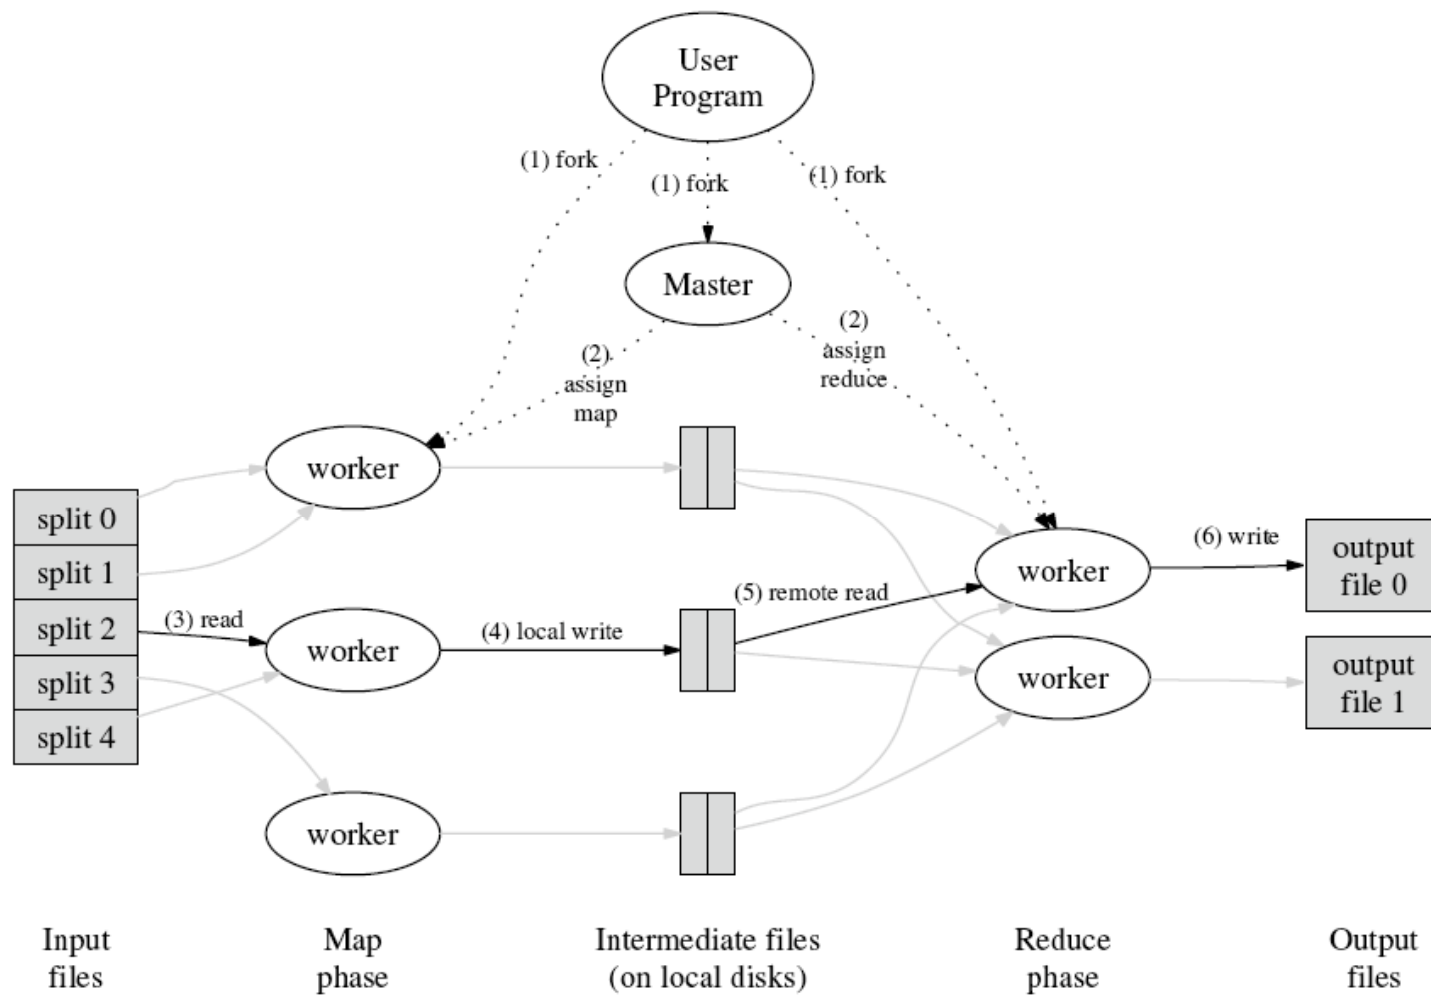 User
Program
(1) fork
(1) fork
(1) fork
Master
(2)
assign
map
(2)
assign
reduce
worker
split 0
split 1
split 2
split 3
split 4
(3) read
worker
(4) local write
worker
(5) remote read
worker
worker
(6) write
output
file 0
output
file 1
Input
files
Map
phase
Intermediate files
(on local disks)
Reduce
phase
Output
files